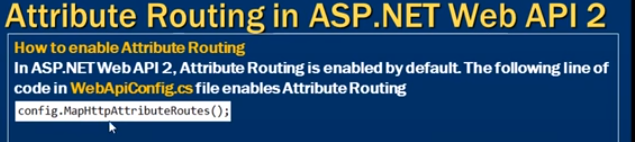 Attribute Routing in ASP.NET Web API 2
How to enable Attribute Routing
In ASP.NET Web API 2, Attribute Routing is enabled by default. The following line of
code in WebApiConfig.cs file enables Attribute Routing
config.MapHttpAttributeRoutes();